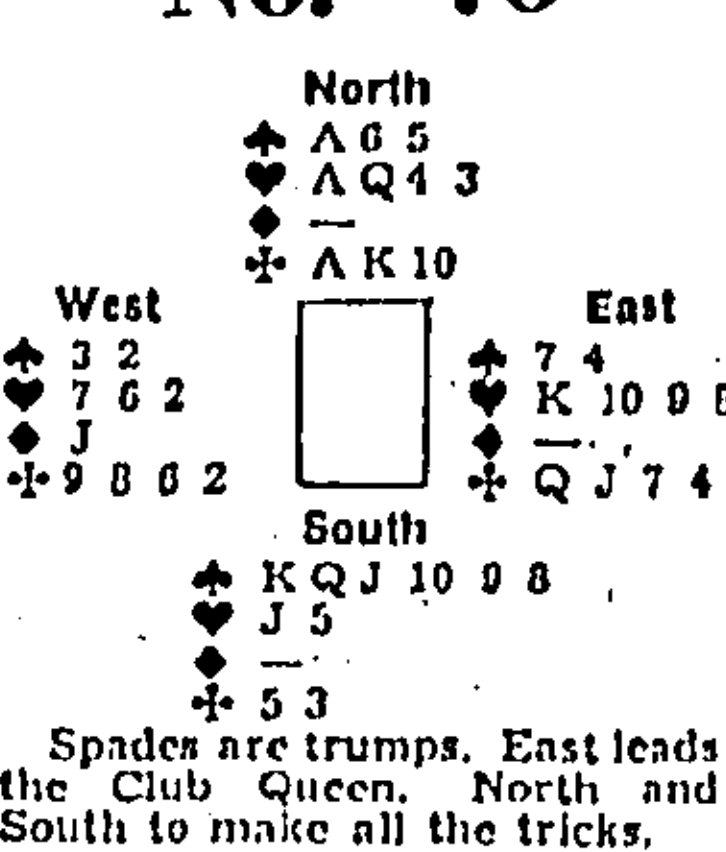 North
♠ A 6 5
♥ A Q 4 3
♦ —
♣ A K 10
West
♠ 3 2
♥ 7 6 2
♦ J
♣ 9 8 6 2
East
♠ 7 4
♥ K 10 9 8
♦ —
♣ Q J 7 4
South
♠ K Q J 10 9 8
♥ J 5
♦ —
♣ 5 3
Spades are trumps. East leads
the Club Queen. North and
South to make all the tricks.